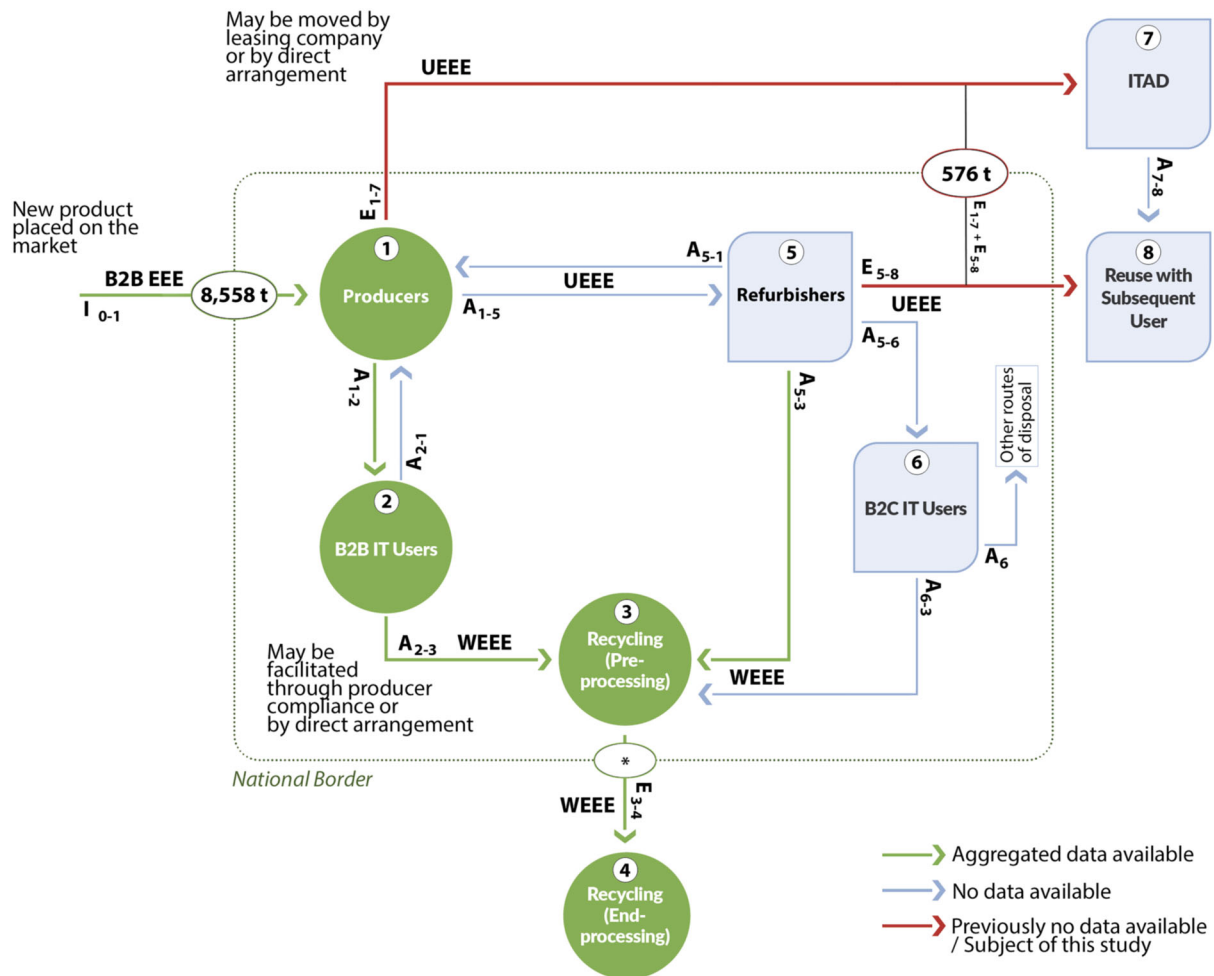 May be moved by
leasing company
or by direct
arrangement
UEEE
7
ITAD
576 t
A7-8
E1-7
New product
placed on the
market
E1-7 + E5-8
1
Producers
A5-1
5
Refurbishers
E5-8
8
Reuse with
Subsequent
User
B2B EEE
8,558 t
UEEE
I 0-1
A1-5
UEEE
A5-6
A1-2
A5-3
A2-1
Other routes
of disposal
2
B2B IT Users
6
B2C IT Users
A6
A6-3
3
Recycling
(Pre-
processing)
A2-3
WEEE
WEEE
May be
facilitated
through producer
compliance or
by direct arrangement
National Border
*
WEEE
E3-4
4
Recycling
(End-
processing)
Aggregated data available
No data available
Previously no data available
/ Subject of this study